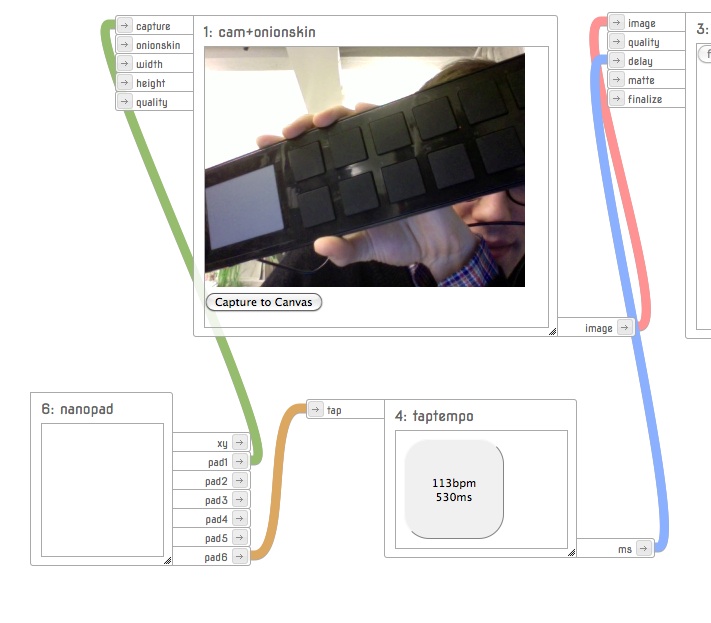 capture
onionskin
width
height
quality
1: cam+onionskin
Capture to Canvas
image
image
quality
delay
matte
finalize
3:
6: nanopad
xy
pad1
pad2
pad3
pad4
pad5
pad6
tap
4: taptempo
113bpm
530ms
ms